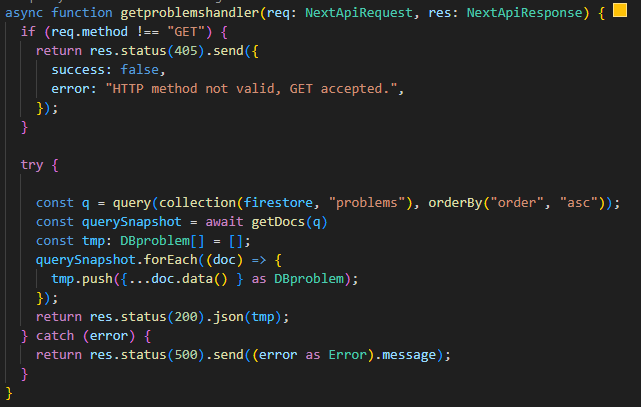 async function getproblemshandler(req: NextApiRequest, res: NextApiResponse) {
  if (req.method !== "GET") {
    return res.status(405).send({
      success: false,
      error: "HTTP method not valid, GET accepted.",
    });
  }

  try {

    const q = query(collection(firestore, "problems"), orderBy("order", "asc"));
    const querySnapshot = await getDocs(q)
    const tmp: DBproblem[] = [];
    querySnapshot.forEach((doc) => {
      tmp.push({...doc.data() } as DBproblem);
    });
    return res.status(200).json(tmp);
  } catch (error) {
    return res.status(500).send((error as Error).message);
  }
}